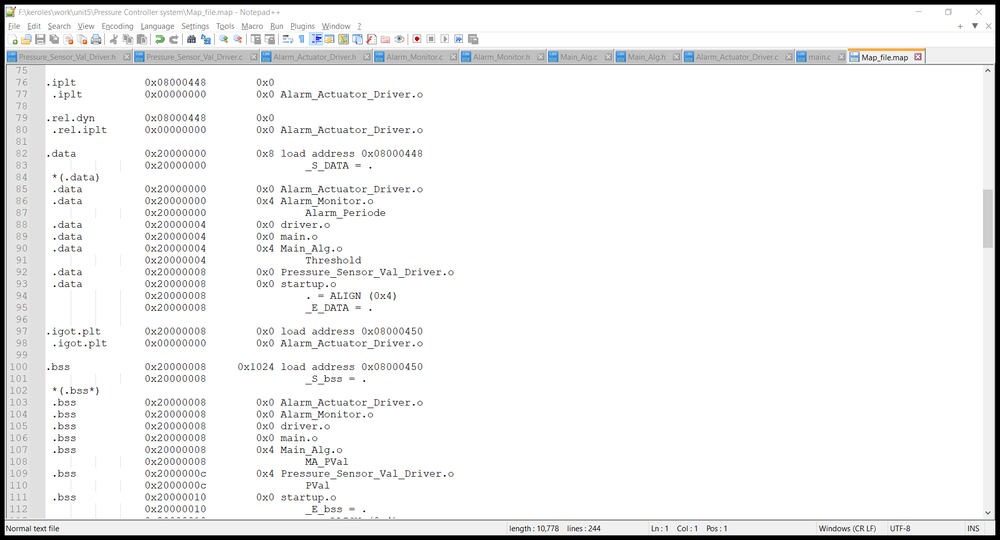 F:\keroles\work\unit5\Pressure Controller system\Map_file.map - Notepad++
File Edit Search View Encoding Language Settings Tools Macro Run Plugins Window ?
Pressure_Sensor_Val_Driver.h Pressure_Sensor_Val_Driver.c Alarm_Actuator_Driver.h Alarm_Monitor.c Alarm_Monitor.h Main_Alg.c Main_Alg.h Alarm_Actuator_Driver.c main.c Map_file.map
75
76 .iplt 0x08000448 0x0
77 .iplt 0x00000000 0x0 Alarm_Actuator_Driver.o
78
79 .rel.dyn 0x08000448 0x0
80 .rel.iplt 0x00000000 0x0 Alarm_Actuator_Driver.o
81
82 .data 0x20000000 0x8 load address 0x08000448
83 0x20000000 _S_DATA = .
84 *(.data)
85 .data 0x20000000 0x0 Alarm_Actuator_Driver.o
86 .data 0x20000000 0x4 Alarm_Monitor.o
87 0x20000000 Alarm_Periode
88 .data 0x20000004 0x0 driver.o
89 .data 0x20000004 0x0 main.o
90 .data 0x20000004 0x4 Main_Alg.o
91 0x20000004 Threshold
92 .data 0x20000008 0x0 Pressure_Sensor_Val_Driver.o
93 .data 0x20000008 0x0 startup.o
94 0x20000008 . = ALIGN (0x4)
95 0x20000008 _E_DATA = .
96
97 .igot.plt 0x20000008 0x0 load address 0x08000450
98 .igot.plt 0x00000000 0x0 Alarm_Actuator_Driver.o
99
100 .bss 0x20000008 0x1024 load address 0x08000450
101 0x20000008 _S_bss = .
102 *(.bss*)
103 .bss 0x20000008 0x0 Alarm_Actuator_Driver.o
104 .bss 0x20000008 0x0 Alarm_Monitor.o
105 .bss 0x20000008 0x0 driver.o
106 .bss 0x20000008 0x0 main.o
107 .bss 0x20000008 0x4 Main_Alg.o
108 0x20000008 MA_PVal
109 .bss 0x2000000c 0x4 Pressure_Sensor_Val_Driver.o
110 0x2000000c PVal
111 .bss 0x20000010 0x0 startup.o
112 0x20000010 _E_bss = .
Normal text file length : 10,778 lines : 244 Ln : 1 Col : 1 Pos : 1 Windows (CR LF) UTF-8 INS